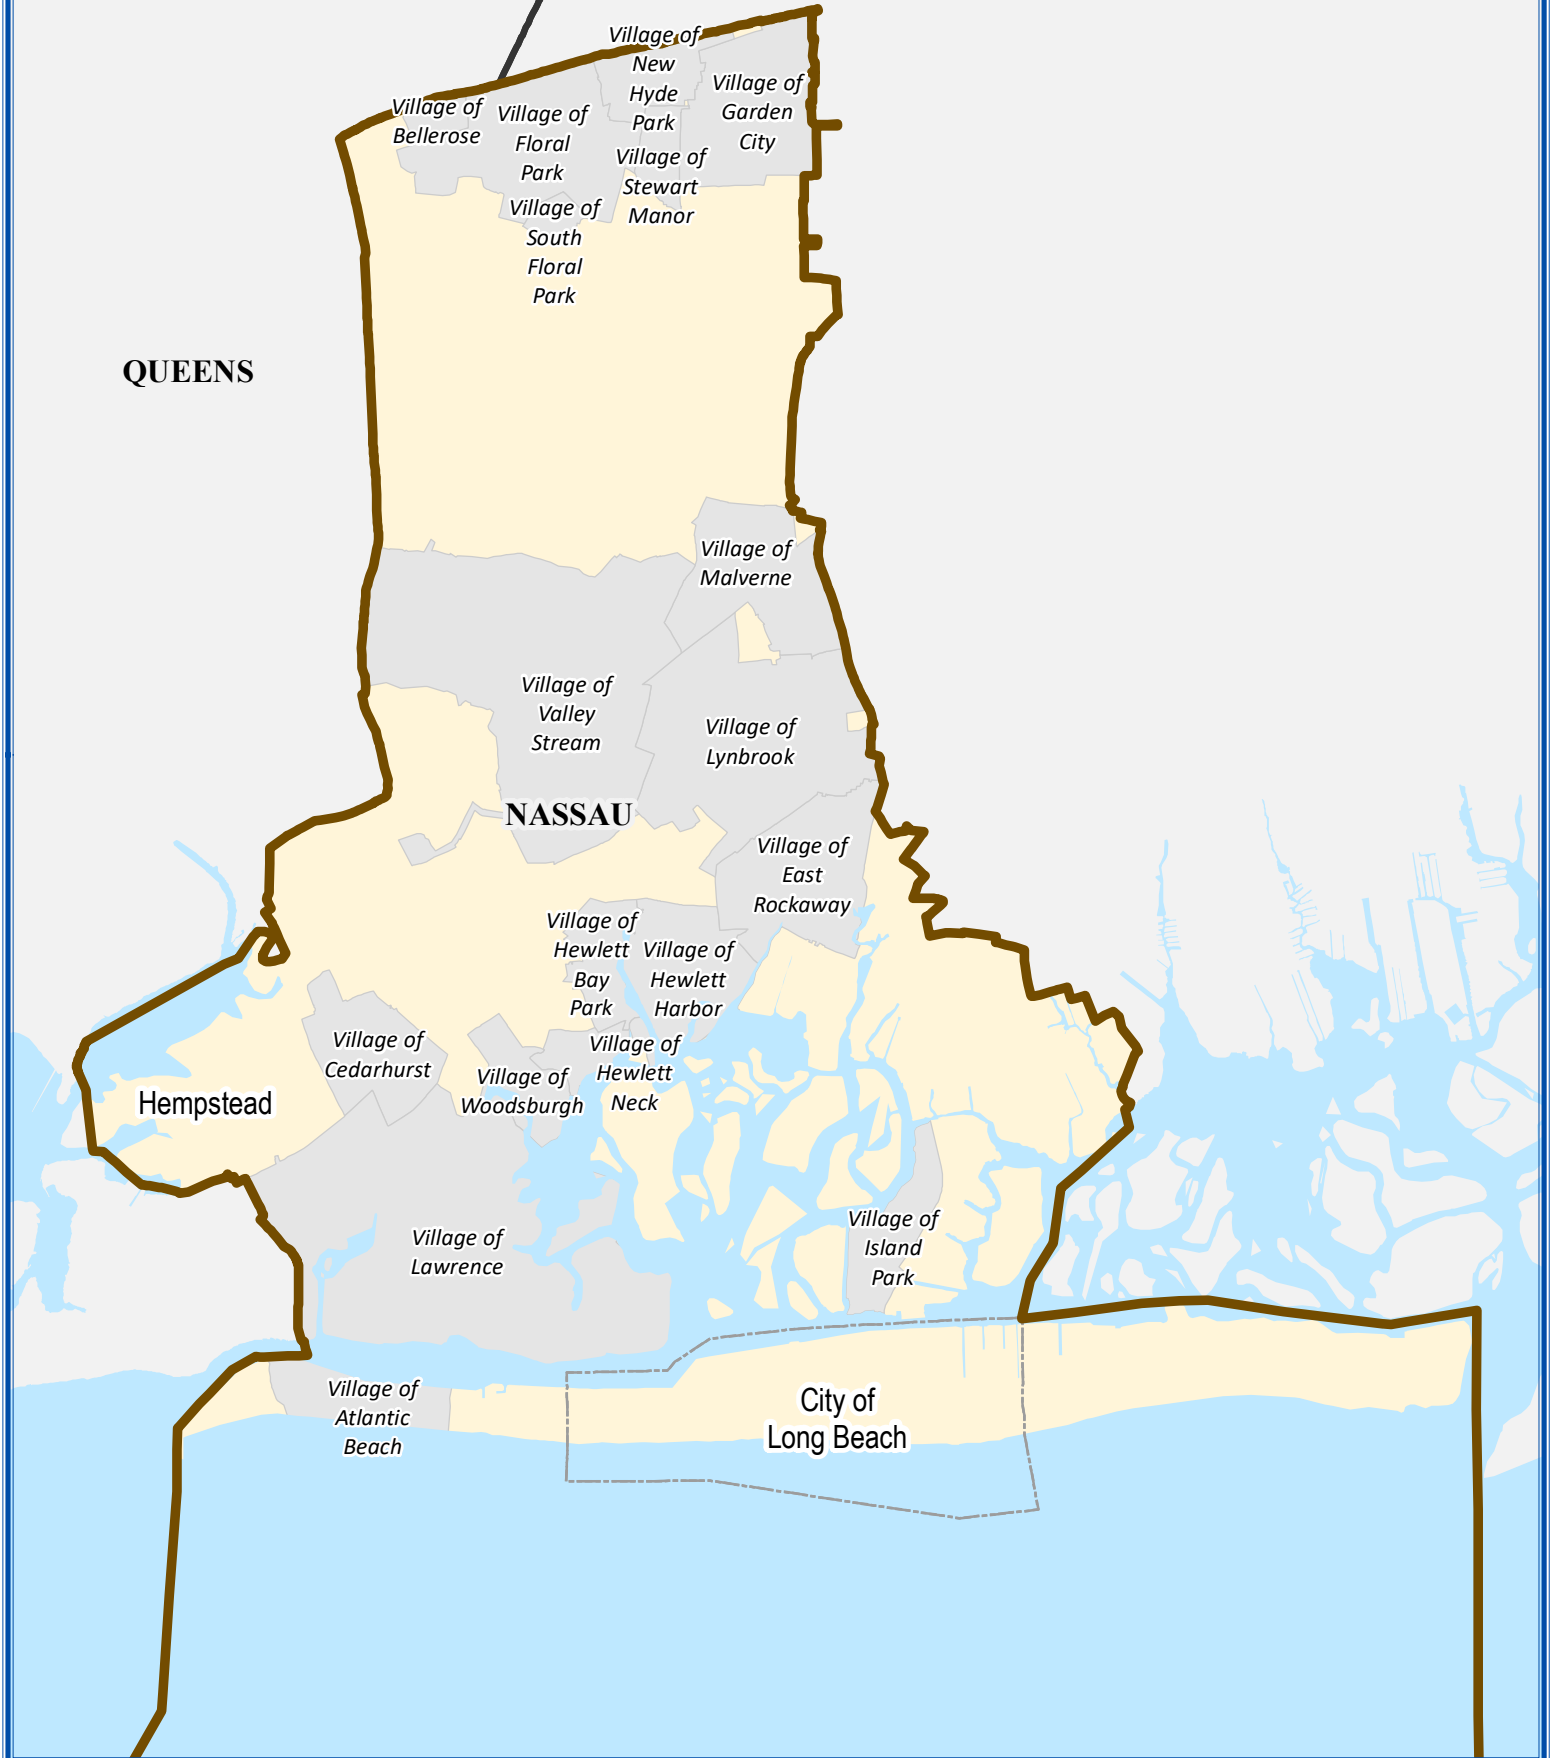 Village of
New
Hyde
Park
Village of
Garden
City
Village of
Bellerose
Village of
Floral
Park
Village of
Stewart
Manor
Village of
South
Floral
Park
QUEENS
Village of
Malverne
Village of
Valley
Stream
Village of
Lynbrook
NASSAU
Village of
East
Rockaway
Village of
Hewlett
Bay
Park
Village of
Hewlett
Harbor
Village of
Cedarhurst
Village of
Hewlett
Neck
Village of
Woodsburgh
Hempstead
Village of
Island
Park
Village of
Lawrence
Village of
Atlantic
Beach
City of
Long Beach